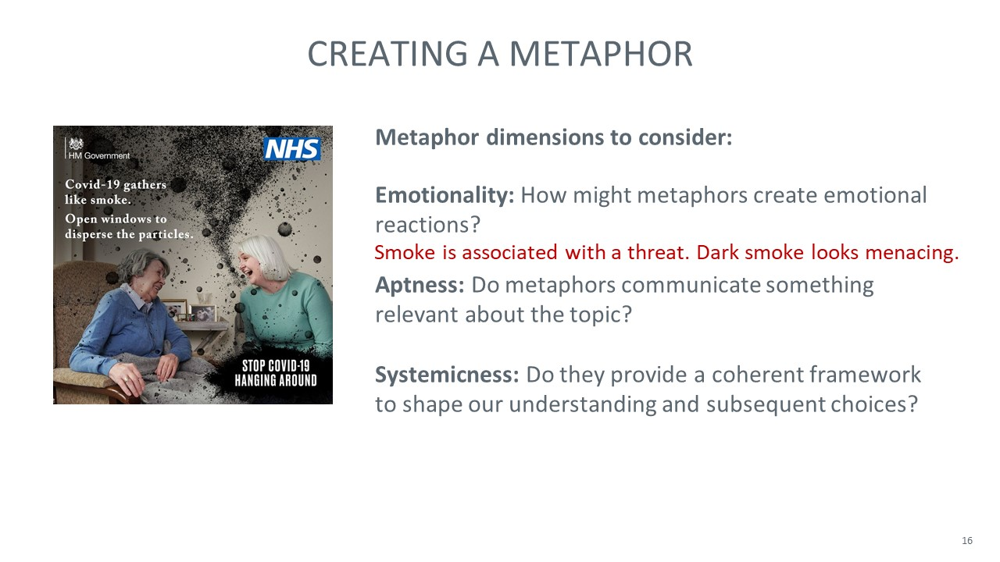 CREATING A METAPHOR
HM Government
NHS
Covid-19 gathers
like smoke.
Open windows to
disperse the particles.
STOP COVID-19
HANGING AROUND
Metaphor dimensions to consider:
Emotionality: How might metaphors create emotional
reactions?
Smoke is associated with a threat. Dark smoke looks menacing.
Aptness: Do metaphors communicate something
relevant about the topic?
Systemicness: Do they provide a coherent framework
to shape our understanding and subsequent choices?
16